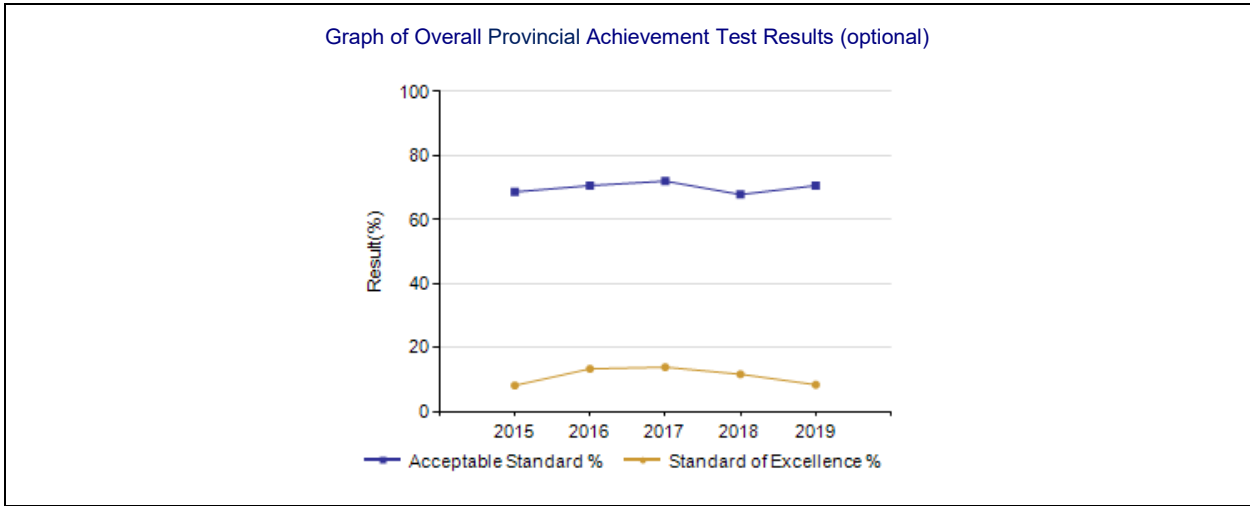 Graph of Overall Provincial Achievement Test Results (optional)
100
80
60
40
20
0
Result(%)
2015 2016 2017 2018 2019
Acceptable Standard % Standard of Excellence %